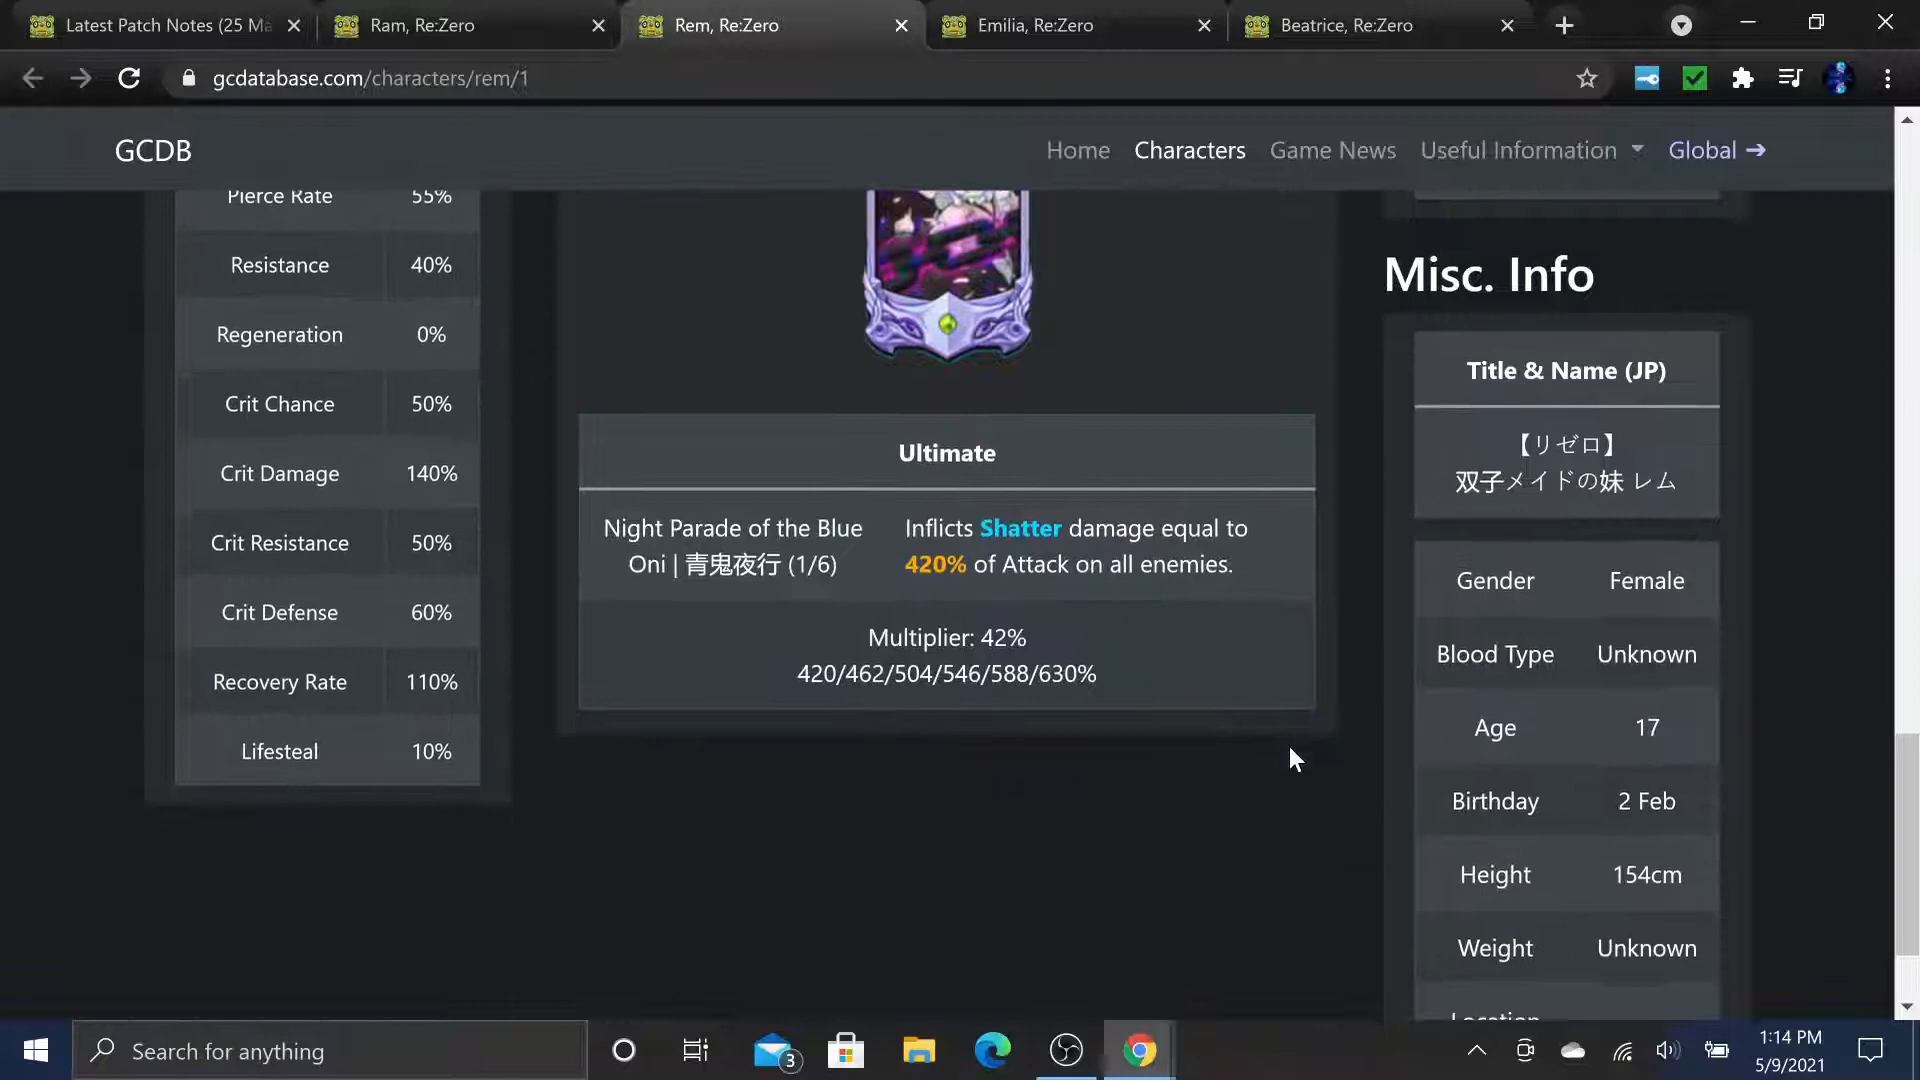 Latest Patch Notes (25 Ma
Ram, Re:Zero
Rem, Re:Zero
Emilia, Re:Zero
Beatrice, Re:Zero
gcdatabase.com/characters/rem/1
GCDB
Home
Characters
Game News
Useful Information
Global →
Pierce Rate 55%
Resistance 40%
Regeneration 0%
Crit Chance 50%
Crit Damage 140%
Crit Resistance 50%
Crit Defense 60%
Recovery Rate 110%
Lifesteal 10%
Ultimate
Night Parade of the Blue
Oni | 青鬼夜行 (1/6)
Inflicts Shatter damage equal to
420% of Attack on all enemies.
Multiplier: 42%
420/462/504/546/588/630%
Misc. Info
Title & Name (JP)
【リゼロ】
双子メイドの妹 レム
Gender Female
Blood Type Unknown
Age 17
Birthday 2 Feb
Height 154cm
Weight Unknown
Location
Search for anything
3
1:14 PM
5/9/2021